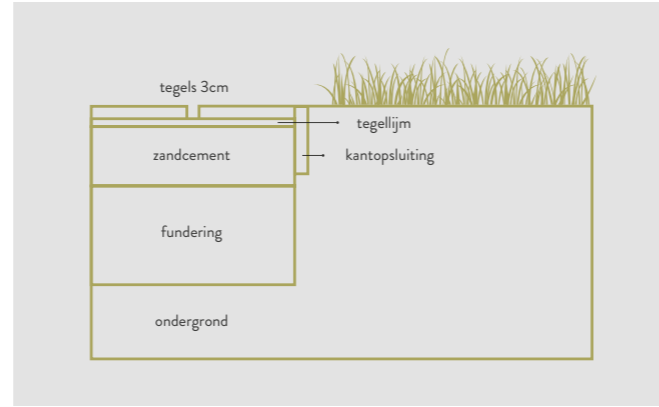 tegels 3cm
tegellijm
zandcement
kantopsluiting
fundering
ondergrond